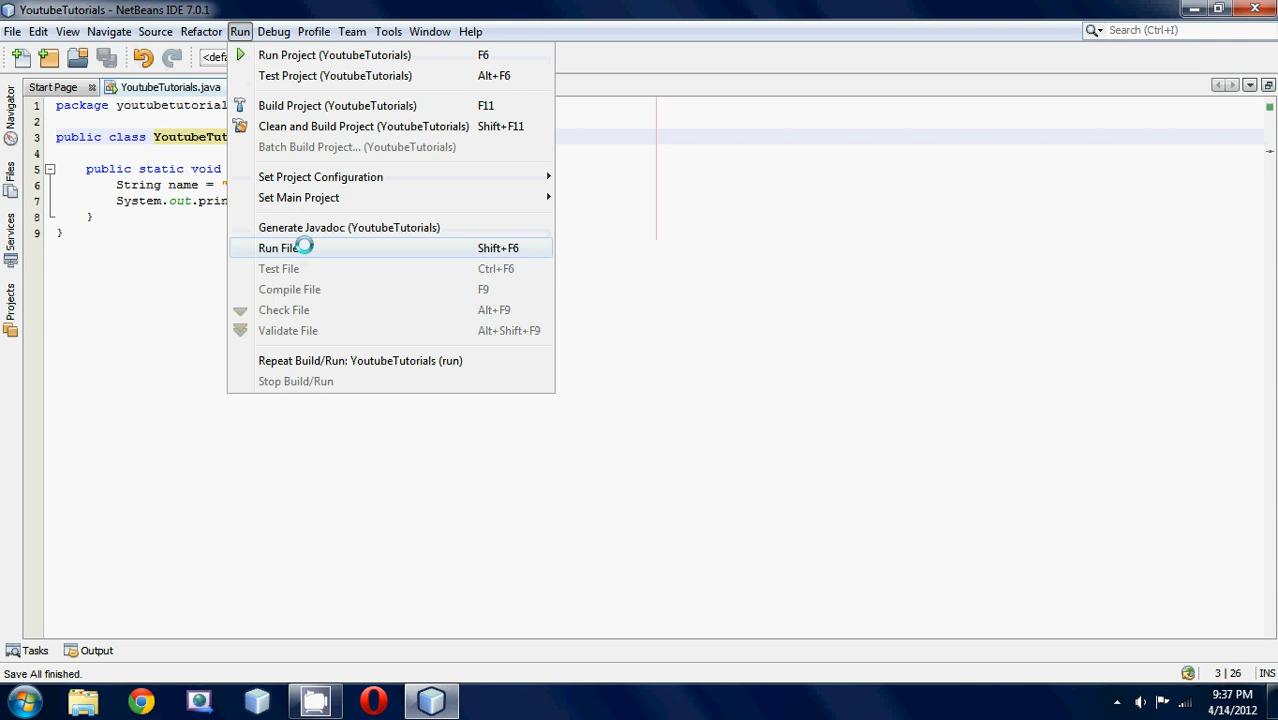 YoutubeTutorials - NetBeans IDE 7.0.1
File Edit View Navigate Source Refactor Run Debug Profile Team Tools Window Help
Search (Ctrl+I)
Start Page YoutubeTutorials.java
Run Project (YoutubeTutorials) F6
Test Project (YoutubeTutorials) Alt+F6
Build Project (YoutubeTutorials) F11
Clean and Build Project (YoutubeTutorials) Shift+F11
Batch Build Project... (YoutubeTutorials)
Set Project Configuration
Set Main Project
Generate Javadoc (YoutubeTutorials)
Run File Shift+F6
Test File Ctrl+F6
Compile File F9
Check File Alt+F9
Validate File Alt+Shift+F9
Repeat Build/Run: YoutubeTutorials (run)
Stop Build/Run
1 package youtubetutorial
2
3 public class YoutubeTut
4
5 public static void
6 String name = "
7 System.out.prin
8 }
9 }
Navigator
Files
Services
Projects
Tasks Output
Save All finished.
3 | 26 INS
9:37 PM
4/14/2012